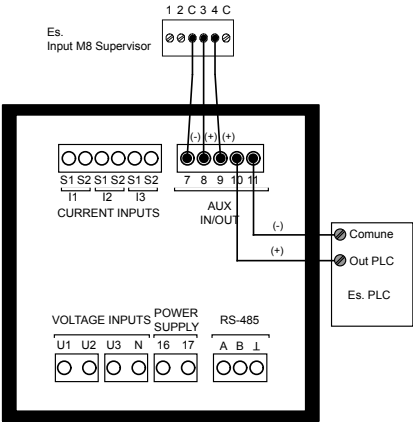 1 2 C 3 4 C
Es.
Input M8 Supervisor
(-) (+) (+)
S1 S2 S1 S2 S1 S2
7 8 9 10 11
I1 I2 I3
CURRENT INPUTS
AUX
IN/OUT
(-)
Comune
(+)
Out PLC
Es. PLC
VOLTAGE INPUTS
POWER
SUPPLY
RS-485
U1 U2 U3 N 16 17 A B ⊥